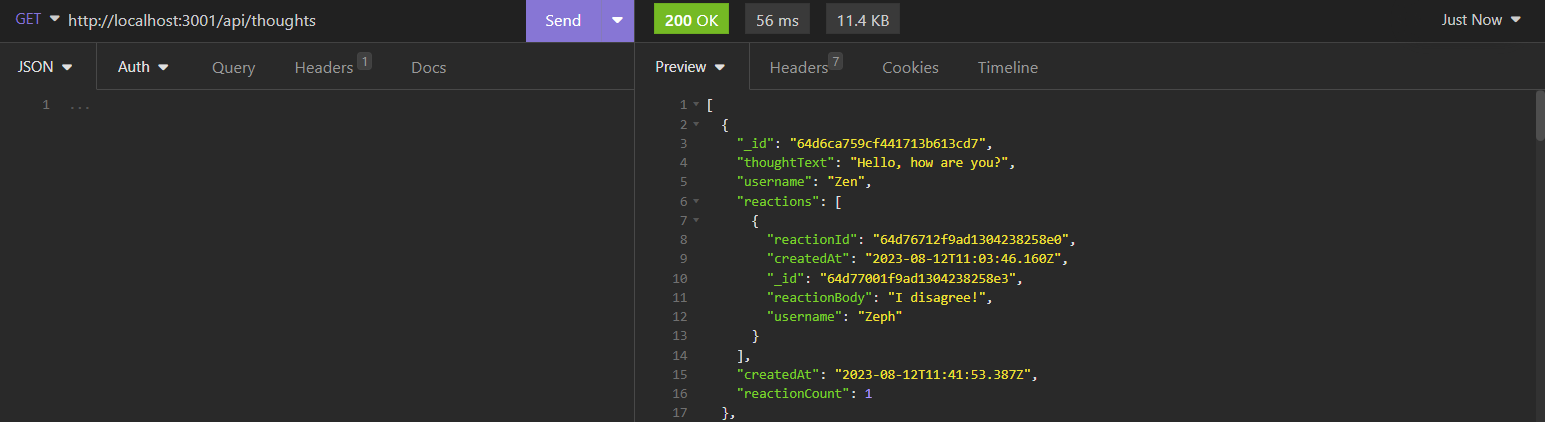 GET http://localhost:3001/api/thoughts Send 200 OK 56 ms 11.4 KB Just Now
JSON Auth Query Headers 1 Docs Preview Headers 7 Cookies Timeline
1 ...
1 [
2 {
3 "_id": "64d6ca759cf441713b613cd7",
4 "thoughtText": "Hello, how are you?",
5 "username": "Zen",
6 "reactions": [
7 {
8 "reactionId": "64d76712f9ad1304238258e0",
9 "createdAt": "2023-08-12T11:03:46.160Z",
10 "_id": "64d77001f9ad1304238258e3",
11 "reactionBody": "I disagree!",
12 "username": "Zeph"
13 }
14 ],
15 "createdAt": "2023-08-12T11:41:53.387Z",
16 "reactionCount": 1
17 },